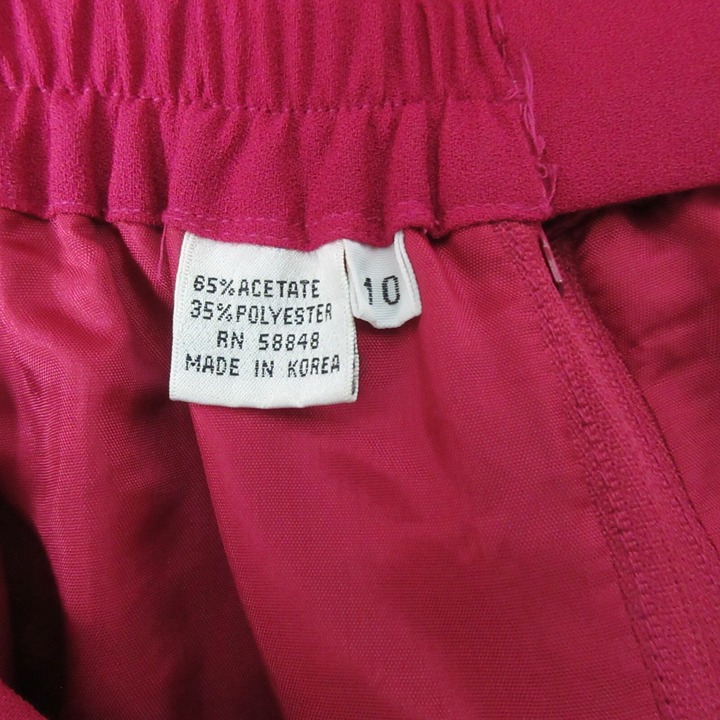 65%ACETATE
35%POLYESTER
RN 58848
MADE IN KOREA
10